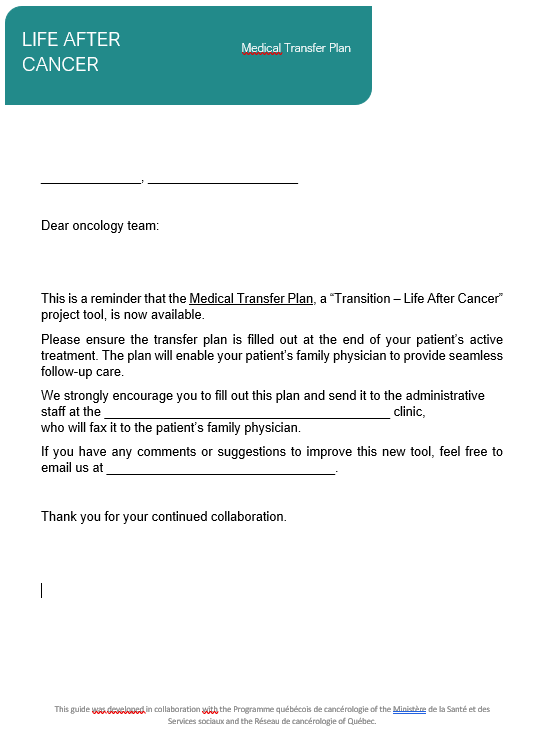 LIFE AFTER
CANCER
Medical Transfer Plan
_______________, _______________________
Dear oncology team:
This is a reminder that the Medical Transfer Plan, a “Transition – Life After Cancer”
project tool, is now available.
Please ensure the transfer plan is filled out at the end of your patient’s active
treatment. The plan will enable your patient’s family physician to provide seamless
follow-up care.
We strongly encourage you to fill out this plan and send it to the administrative
staff at the ___________________________________________ clinic,
who will fax it to the patient’s family physician.
If you have any comments or suggestions to improve this new tool, feel free to
email us at __________________________________.
Thank you for your continued collaboration.
This guide was developed in collaboration with the Programme québécois de cancérologie of the Ministère de la Santé et des
Services sociaux and the Réseau de cancérologie of Québec.